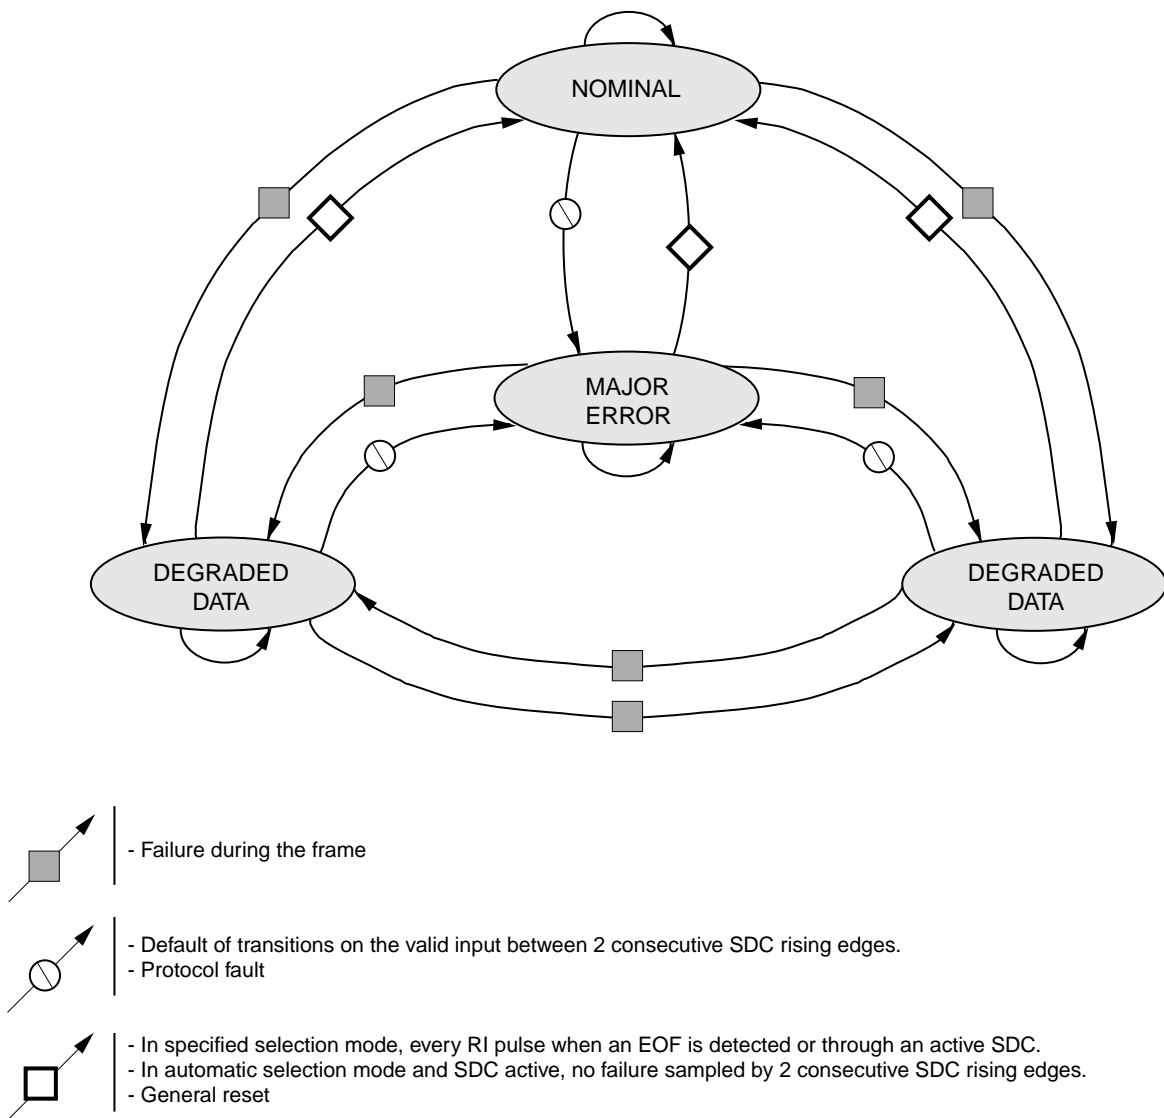 NOMINAL
MAJOR
ERROR
DEGRADED
DATA
DEGRADED
DATA
- Failure during the frame
- Default of transitions on the valid input between 2 consecutive SDC rising edges.
- Protocol fault
- In specified selection mode, every RI pulse when an EOF is detected or through an active SDC.
- In automatic selection mode and SDC active, no failure sampled by 2 consecutive SDC rising edges.
- General reset